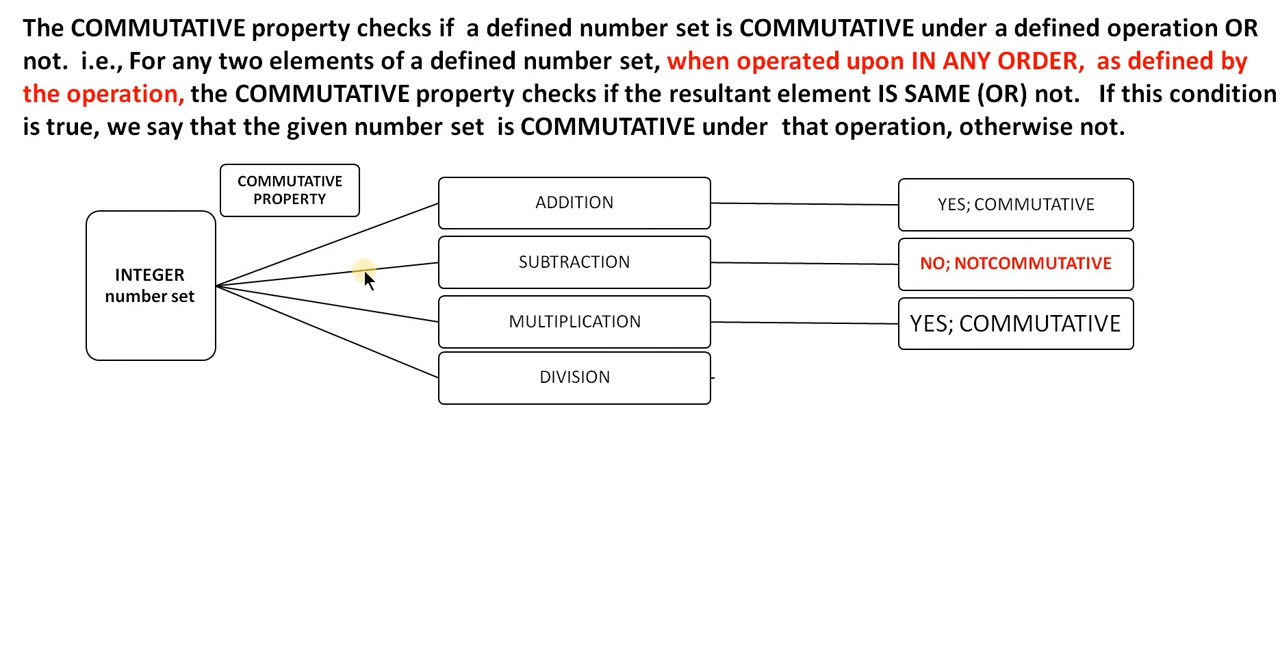 The COMMUTATIVE property checks if a defined number set is COMMUTATIVE under a defined operation OR
not. i.e., For any two elements of a defined number set, when operated upon IN ANY ORDER, as defined by
the operation, the COMMUTATIVE property checks if the resultant element IS SAME (OR) not. If this condition
is true, we say that the given number set is COMMUTATIVE under that operation, otherwise not.
COMMUTATIVE
PROPERTY
INTEGER
number set
ADDITION
YES; COMMUTATIVE
SUBTRACTION
NO; NOTCOMMUTATIVE
MULTIPLICATION
YES; COMMUTATIVE
DIVISION